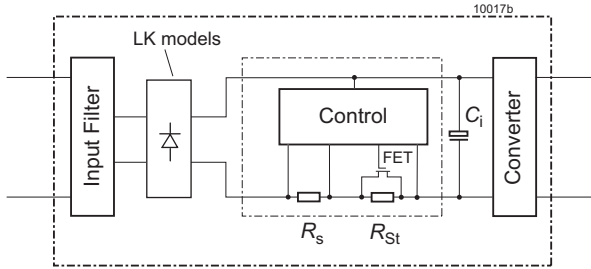 10017b
LK models
Input Filter
Control
FET
Ci
Converter
Rs
RSt